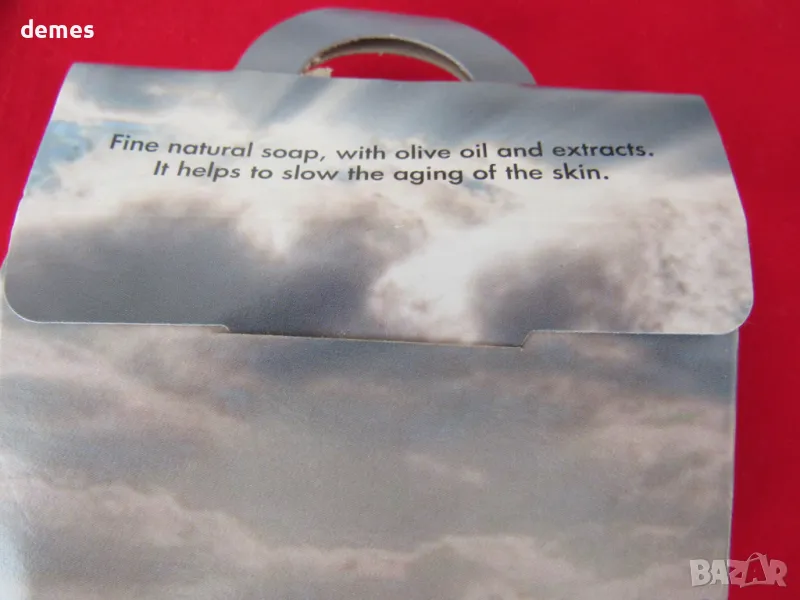 demes
Fine natural soap, with olive oil and extracts.
It helps to slow the aging of the skin.
BAZAR